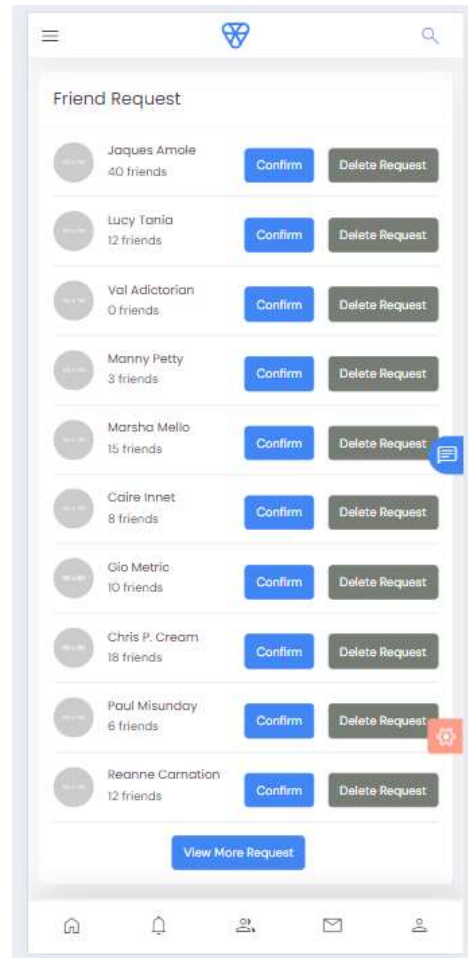 Friend Request
Jaques Amole
40 friends
Confirm
Delete Request
Lucy Tania
12 friends
Confirm
Delete Request
Val Adictorian
0 friends
Confirm
Delete Request
Manny Petty
3 friends
Confirm
Delete Request
Marsha Mello
15 friends
Confirm
Delete Request
Caire Innet
8 friends
Confirm
Delete Request
Gio Metric
10 friends
Confirm
Delete Request
Chris P. Cream
18 friends
Confirm
Delete Request
Paul Misunday
6 friends
Confirm
Delete Request
Reanne Carnation
12 friends
Confirm
Delete Request
View More Request